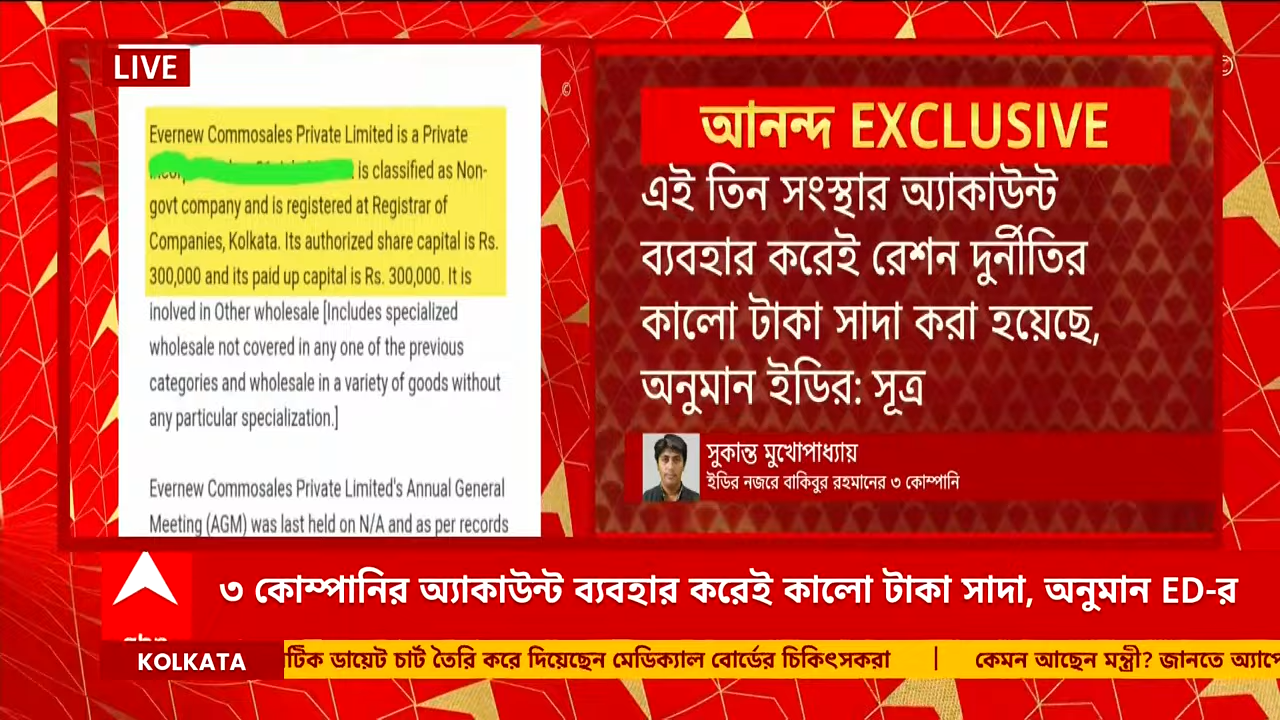 LIVE
Evernew Commosales Private Limited is a Private
is classified as Non-
govt company and is registered at Registrar of
Companies, Kolkata. Its authorized share capital is Rs.
300,000 and its paid up capital is Rs. 300,000. It is
inolved in Other wholesale [Includes specialized
wholesale not covered in any one of the previous
categories and wholesale in a variety of goods without
any particular specialization.]
Evernew Commosales Private Limited's Annual General
Meeting (AGM) was last held on N/A and as per records
আনন্দ EXCLUSIVE
এই তিন সংস্থার অ্যাকাউন্ট
ব্যবহার করেই রেশন দুর্নীতির
কালো টাকা সাদা করা হয়েছে,
অনুমান ইডির: সূত্র
সুকান্ত মুখোপাধ্যায়
ইডির নজরে বাকিবুর রহমানের ৩ কোম্পানি
৩ কোম্পানির অ্যাকাউন্ট ব্যবহার করেই কালো টাকা সাদা, অনুমান ED-র
KOLKATA
ডায়েট চার্ট তৈরি করে দিয়েছেন মেডিক্যাল বোর্ডের চিকিৎসকরা | কেমন আছেন মন্ত্রী? জানতে